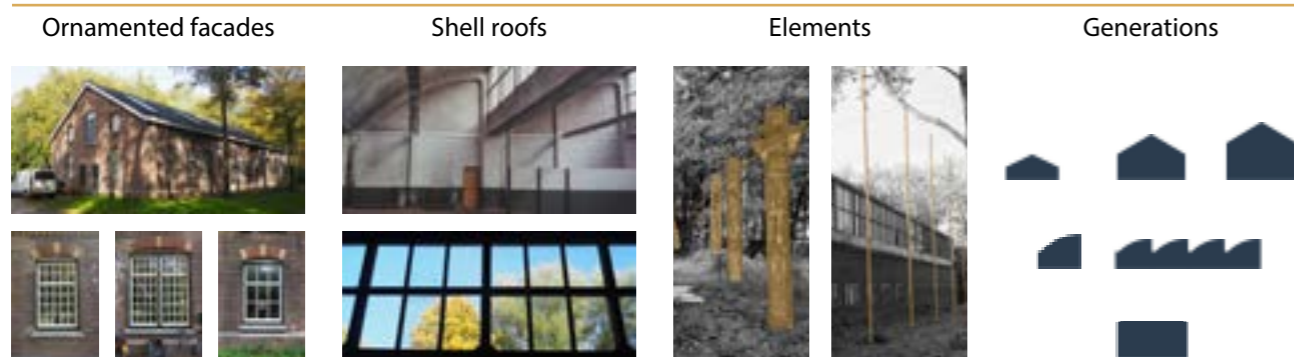 Ornamented facades
Shell roofs
Elements
Generations